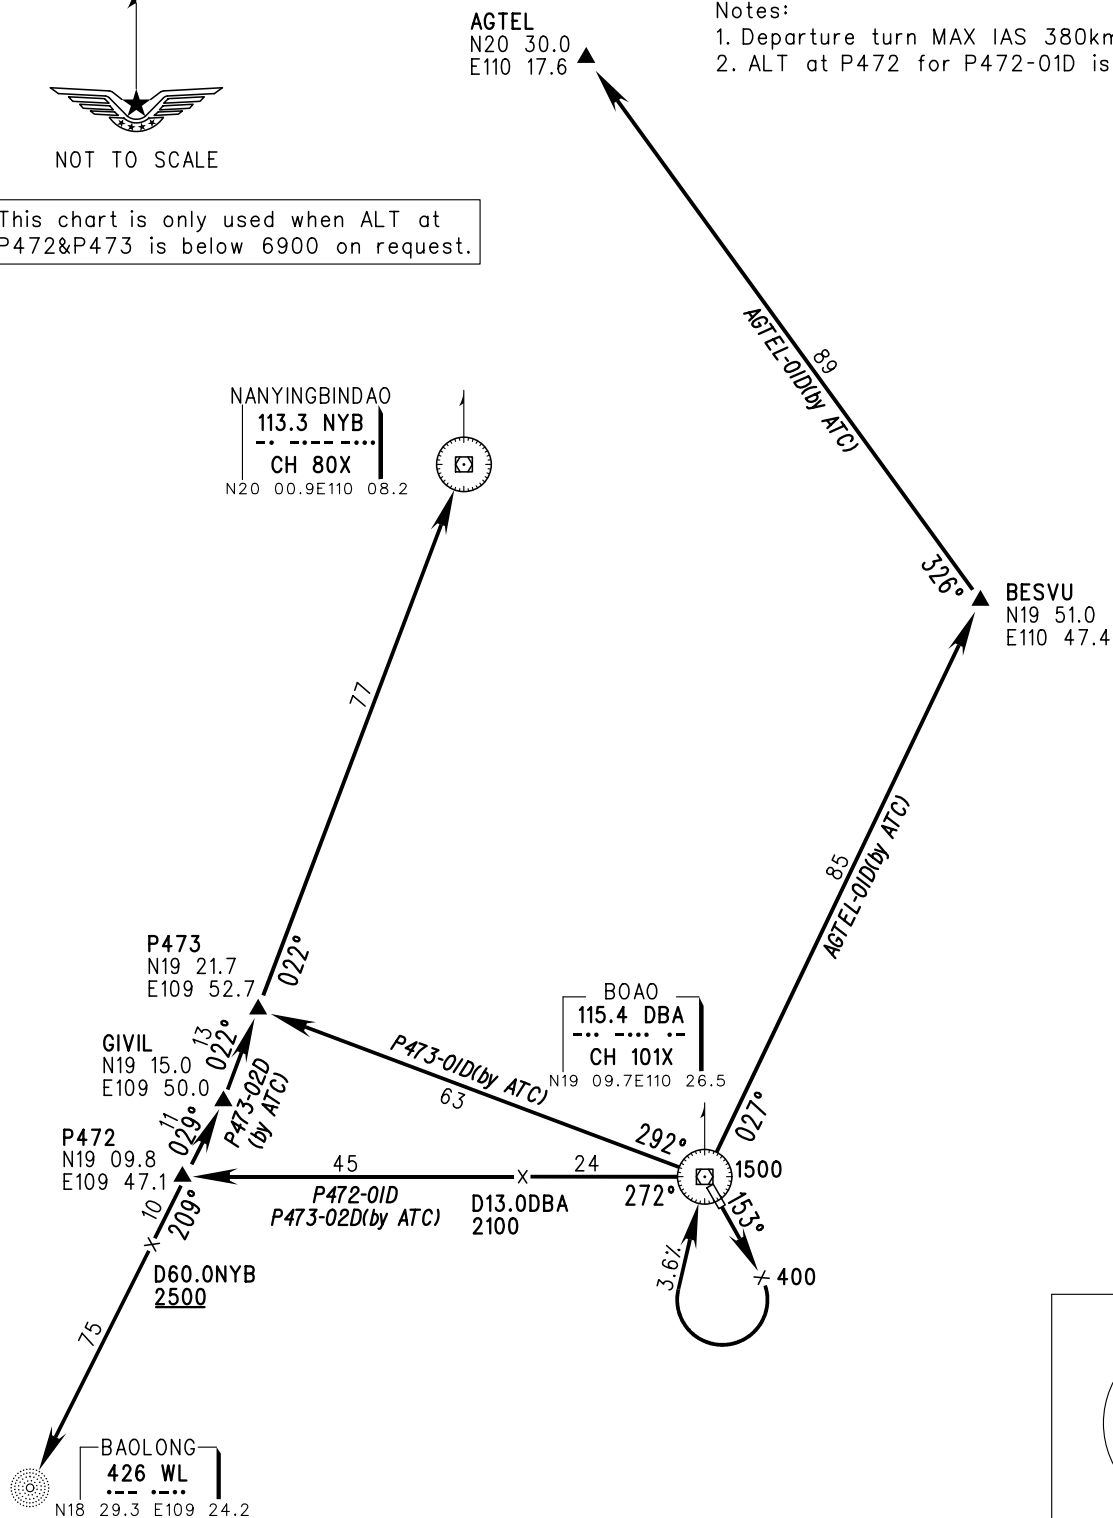 AGTEL
N20 30.0
E110 17.6
Notes:
1. Departure turn MAX IAS 380km
2. ALT at P472 for P472-01D is
NOT TO SCALE
This chart is only used when ALT at
P472&P473 is below 6900 on request.
AGTEL-01D(by ATC)
89
NANYINGBINDAO
113.3 NYB
CH 80X
N20 00.9E110 08.2
326°
BESVU
N19 51.0
E110 47.4
77
85
AGTEL-01D(by ATC)
P473
N19 21.7
E109 52.7
022°
BOAO
115.4 DBA
CH 101X
N19 09.7E110 26.5
GIVIL
N19 15.0
E109 50.0
13
022°
P473-01D(by ATC)
63
P473-02D
(by ATC)
11
029°
027°
292°
P472
N19 09.8
E109 47.1
45
24
1500
P472-01D
P473-02D(by ATC)
272°
D13.0DBA
2100
153°
10
209°
3.6%
400
D60.0NYB
2500
75
BAOLONG
426 WL
N18 29.3 E109 24.2